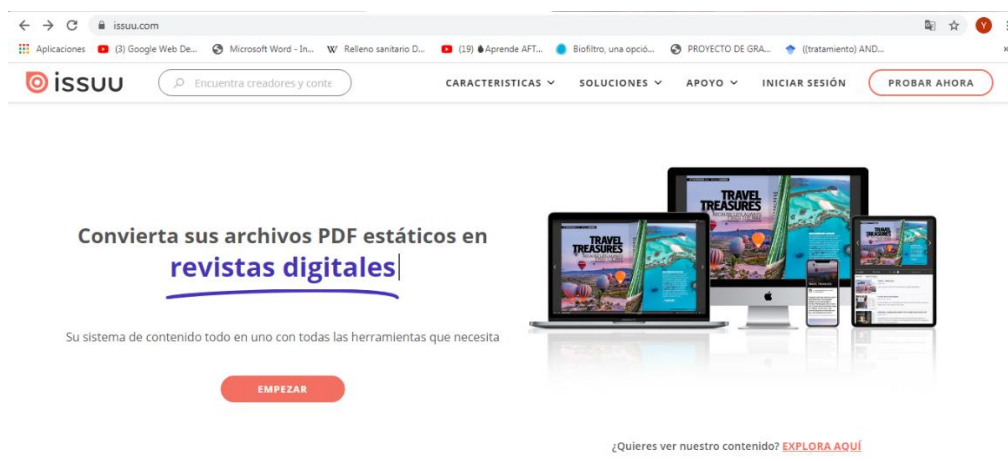 issuu.com
Aplicaciones (3) Google Web De... Microsoft Word - In... W Relleno sanitario D... (19) Aprende AFT... Biofiltro, una opció... PROYECTO DE GRA... ((tratamiento) AND...
issuu Encuentra creadores y conte CARACTERISTICAS SOLUCIONES APOYO INICIAR SESIÓN PROBAR AHORA
Convierta sus archivos PDF estáticos en
revistas digitales
Su sistema de contenido todo en uno con todas las herramientas que necesita
EMPEZAR
TRAVEL
TREASURES
TRAVEL
TREASURES
¿Quieres ver nuestro contenido? EXPLORA AQUÍ